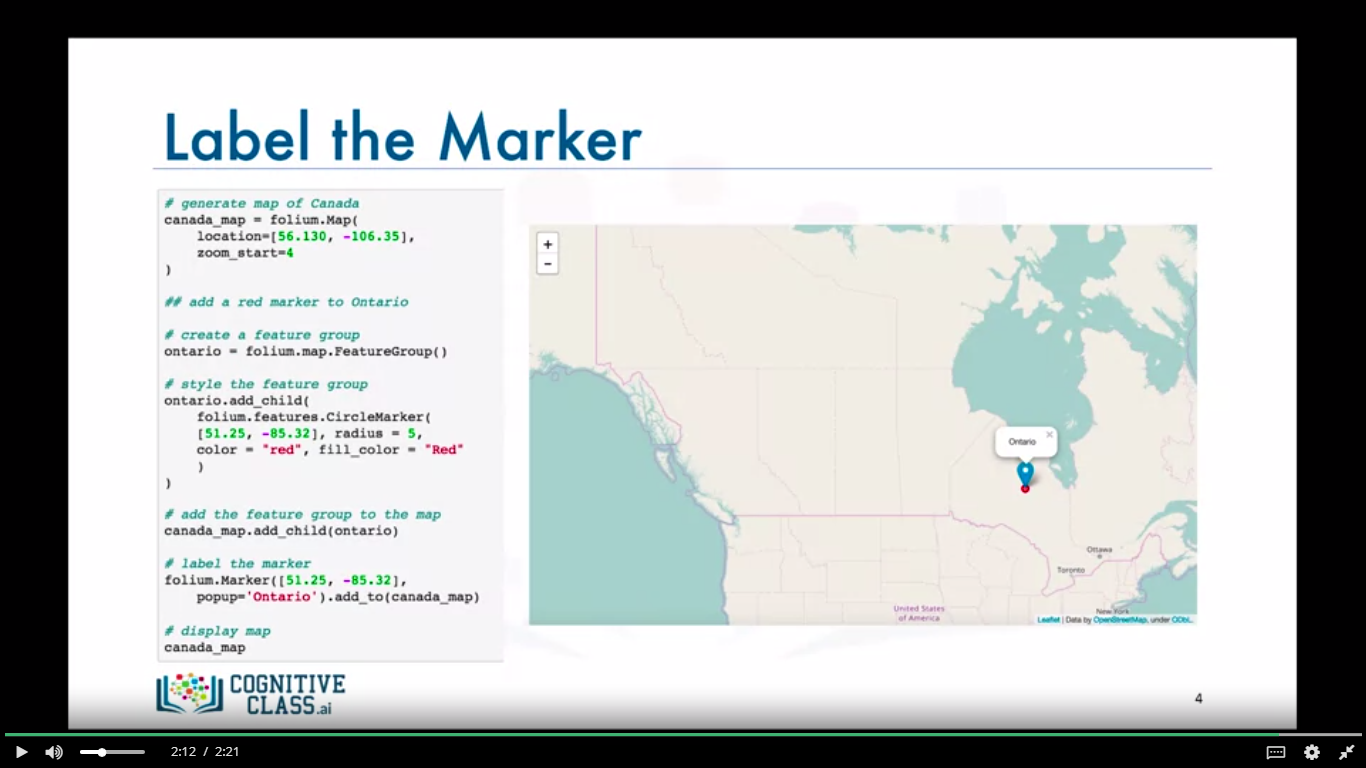 Label the Marker
# generate map of Canada
canada_map = folium.Map(
    location=[56.130, -106.35],
    zoom_start=4
)
## add a red marker to Ontario
# create a feature group
ontario = folium.map.FeatureGroup()
# style the feature group
ontario.add_child(
    folium.features.CircleMarker(
    [51.25, -85.32], radius = 5,
    color = "red", fill_color = "Red"
    )
)
# add the feature group to the map
canada_map.add_child(ontario)
# label the marker
folium.Marker([51.25, -85.32],
    popup='Ontario').add_to(canada_map)
# display map
canada_map
+
−
Ontario
×
Ottawa
Toronto
New York
United States
of America
Leaflet | Data by OpenStreetMap, under ODbL.
COGNITIVE
CLASS.ai
4
2:12 / 2:21